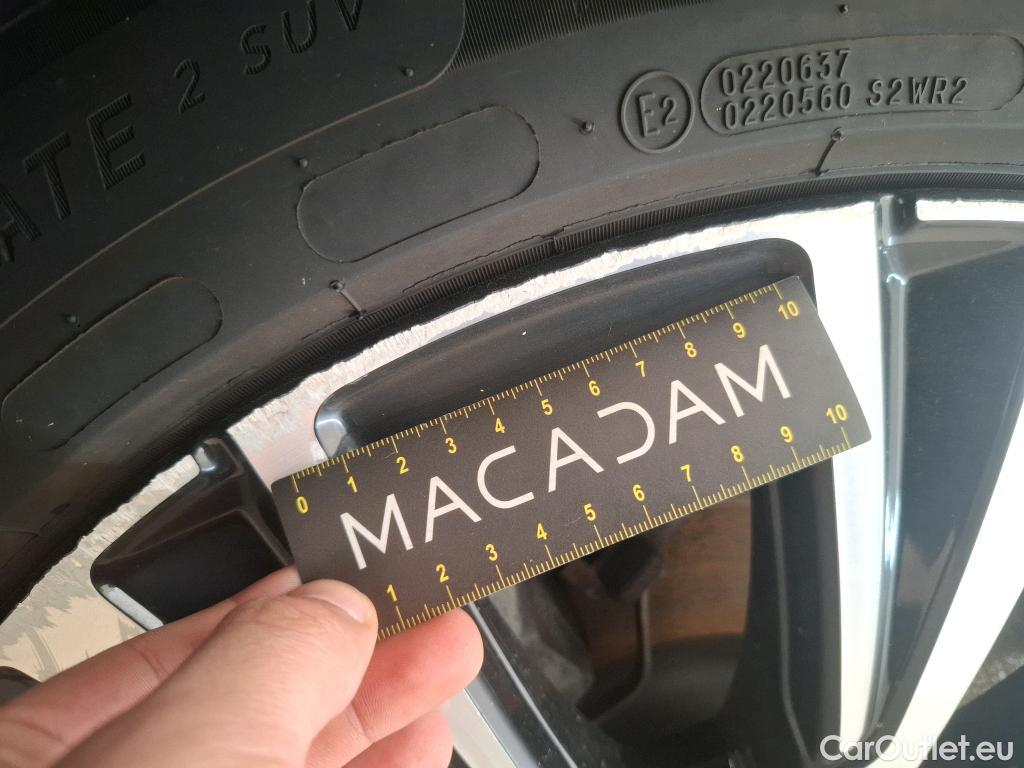 ATE 2 SUV
E2
0220637
0220560 S2WR2
0 1 2 3 4 5 6 7 8 9 10
MACADAM
1 2 3 4 5 6 7 8 9 10
CarOutlet.eu